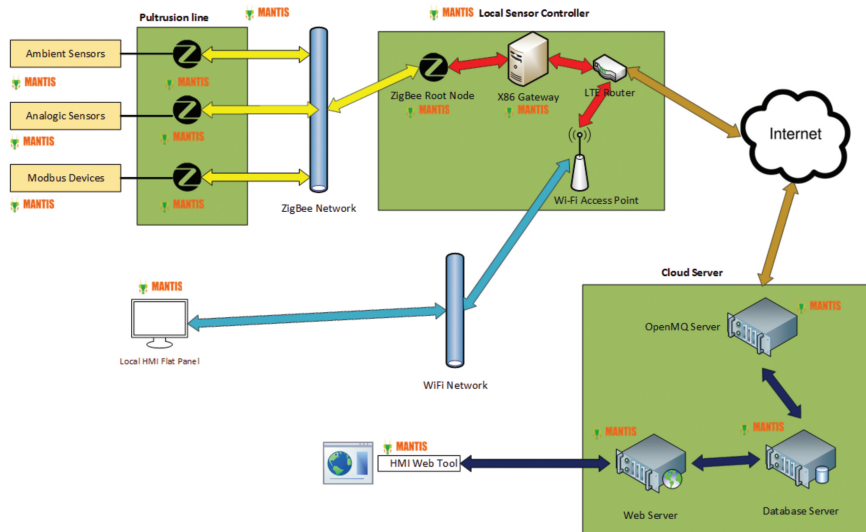 Pultrusion line
MANTIS
MANTIS Local Sensor Controller
Ambient Sensors
MANTIS
MANTIS
Analogic Sensors
MANTIS
MANTIS
Modbus Devices
MANTIS
MANTIS
ZigBee Network
ZigBee Root Node
MANTIS
X86 Gateway
MANTIS
LTE Router
Wi-Fi Access Point
Internet
MANTIS
Local HMI Flat Panel
WiFi Network
Cloud Server
MANTIS
OpenMQ Server
MANTIS
HMI Web Tool
MANTIS
Web Server
MANTIS
Database Server